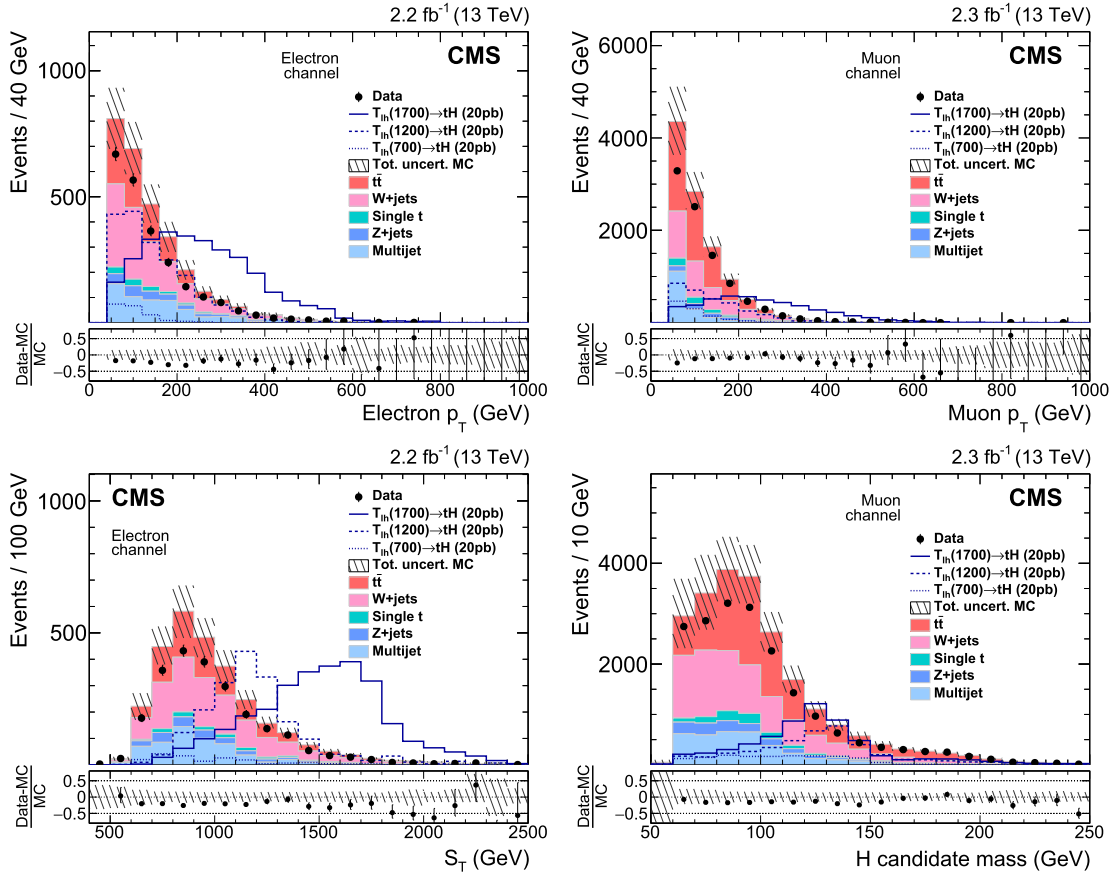 2.2 fb-1 (13 TeV)
Events / 40 GeV
1000
500
Electron channel
CMS
Data
Tlh(1700)→tH (20pb)
Tlh(1200)→tH (20pb)
Tlh(700)→tH (20pb)
Tot. uncert. MC
tt̄
W+jets
Single t
Z+jets
Multijet
Data-MC
MC
0.5
0
−0.5
0 200 400 600 800 1000
Electron pT (GeV)
2.3 fb-1 (13 TeV)
Events / 40 GeV
6000
4000
2000
Muon channel
CMS
Data
Tlh(1700)→tH (20pb)
Tlh(1200)→tH (20pb)
Tlh(700)→tH (20pb)
Tot. uncert. MC
tt̄
W+jets
Single t
Z+jets
Multijet
Data-MC
MC
0.5
0
−0.5
0 200 400 600 800 1000
Muon pT (GeV)
2.2 fb-1 (13 TeV)
Events / 100 GeV
1000
500
CMS
Electron channel
Data
Tlh(1700)→tH (20pb)
Tlh(1200)→tH (20pb)
Tlh(700)→tH (20pb)
Tot. uncert. MC
tt̄
W+jets
Single t
Z+jets
Multijet
Data-MC
MC
0.5
0
−0.5
500 1000 1500 2000 2500
ST (GeV)
2.3 fb-1 (13 TeV)
Events / 10 GeV
4000
2000
Muon channel
CMS
Data
Tlh(1700)→tH (20pb)
Tlh(1200)→tH (20pb)
Tlh(700)→tH (20pb)
Tot. uncert. MC
tt̄
W+jets
Single t
Z+jets
Multijet
Data-MC
MC
0.5
0
−0.5
50 100 150 200 250
H candidate mass (GeV)